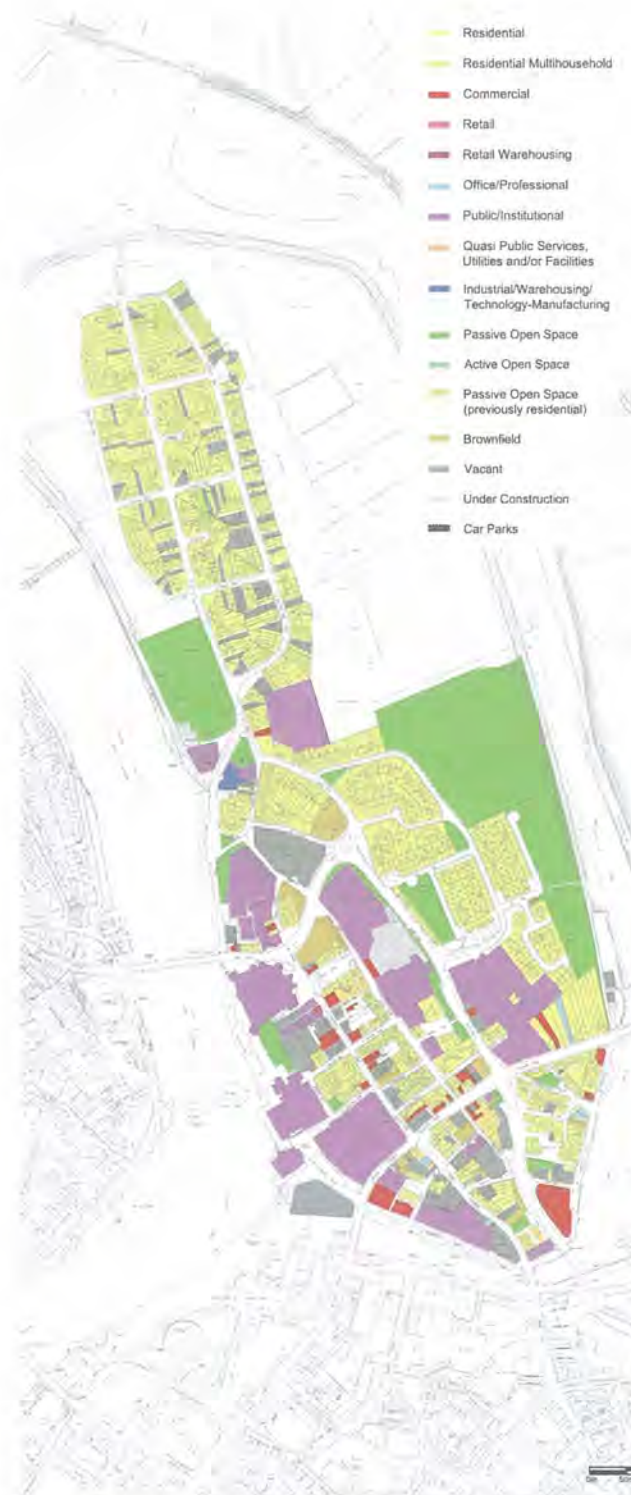 Residential
Residential Multihousehold
Commercial
Retail
Retail Warehousing
Office/Professional
Public/Institutional
Quasi Public Services,
Utilities and/or Facilities
Industrial/Warehousing/
Technology-Manufacturing
Passive Open Space
Active Open Space
Passive Open Space
(previously residential)
Brownfield
Vacant
Under Construction
Car Parks
0m